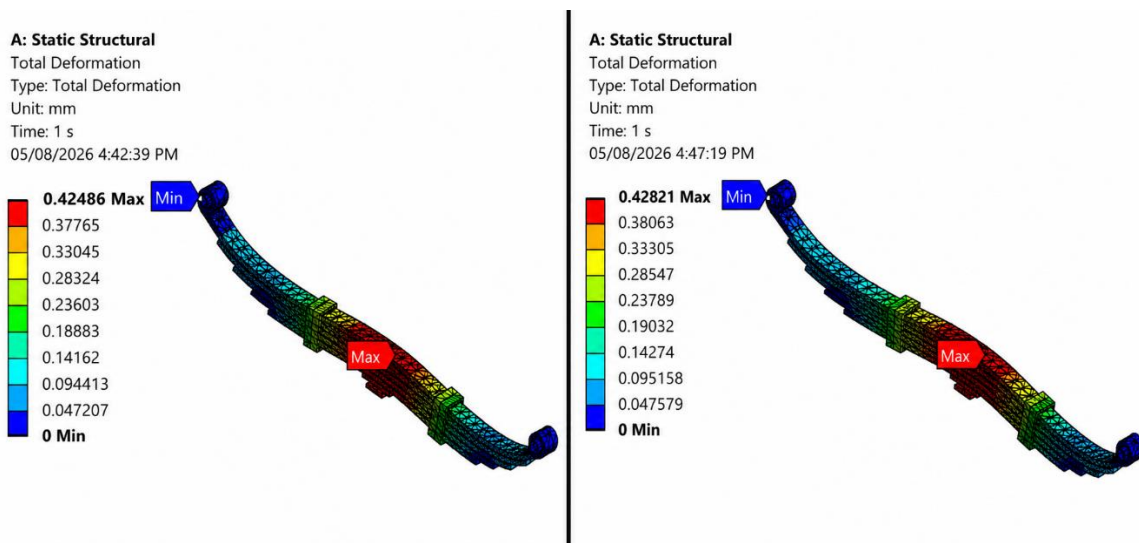 A: Static Structural
Total Deformation
Type: Total Deformation
Unit: mm
Time: 1 s
05/08/2026 4:42:39 PM
0.42486 Max
0.37765
0.33045
0.28324
0.23603
0.18883
0.14162
0.094413
0.047207
0 Min
Min
Max
A: Static Structural
Total Deformation
Type: Total Deformation
Unit: mm
Time: 1 s
05/08/2026 4:47:19 PM
0.42821 Max
0.38063
0.33305
0.28547
0.23789
0.19032
0.14274
0.095158
0.047579
0 Min
Min
Max